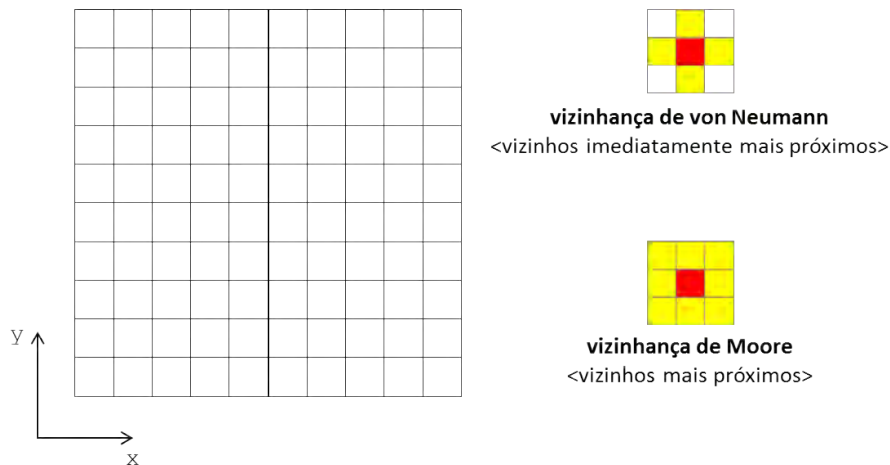 vizinhança de von Neumann
<vizinhos imediatamente mais próximos>
vizinhança de Moore
<vizinhos mais próximos>
y
x